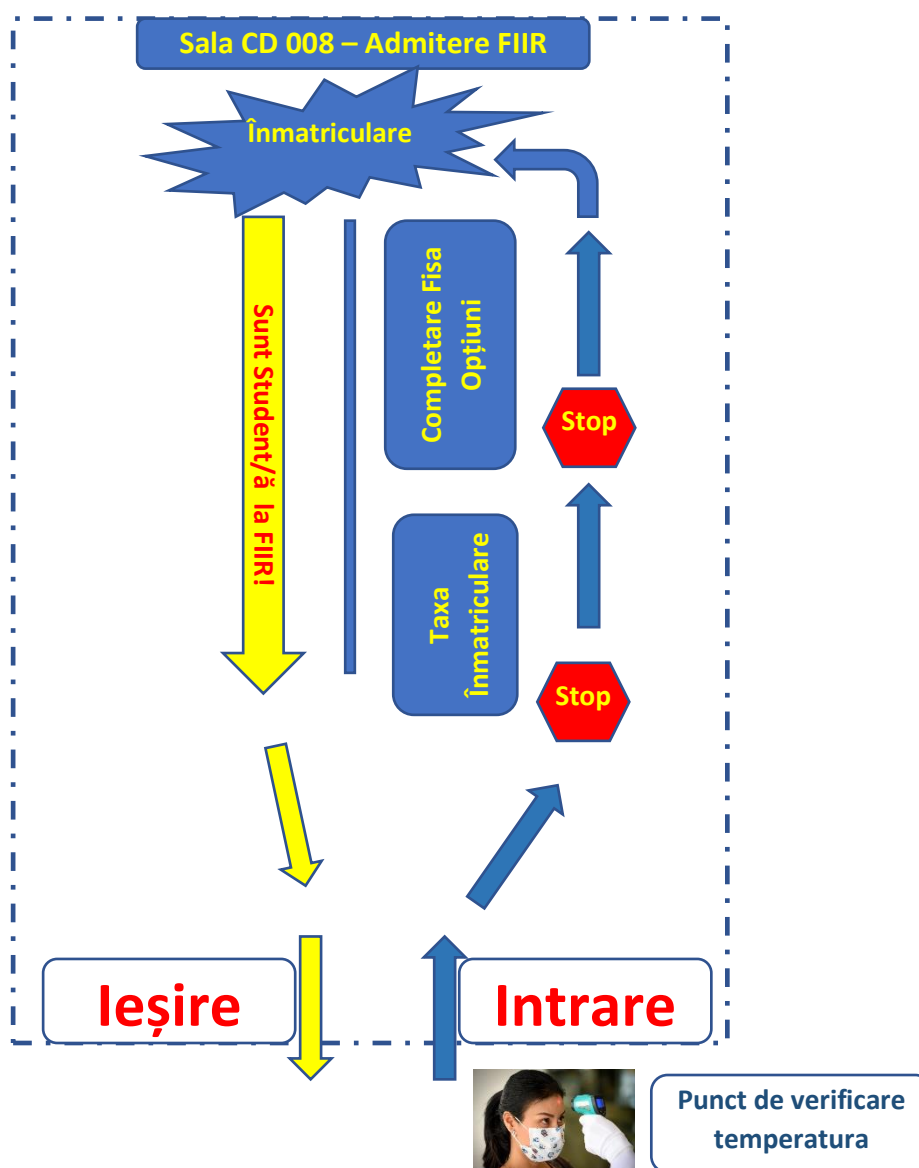 Sala CD 008 – Admitere FIIR
Înmatriculare
Sunt Student/ă la FIIR!
Completare Fisa
Opțiuni
Stop
Taxa
Înmatriculare
Stop
Ieșire
Intrare
Punct de verificare
temperatura